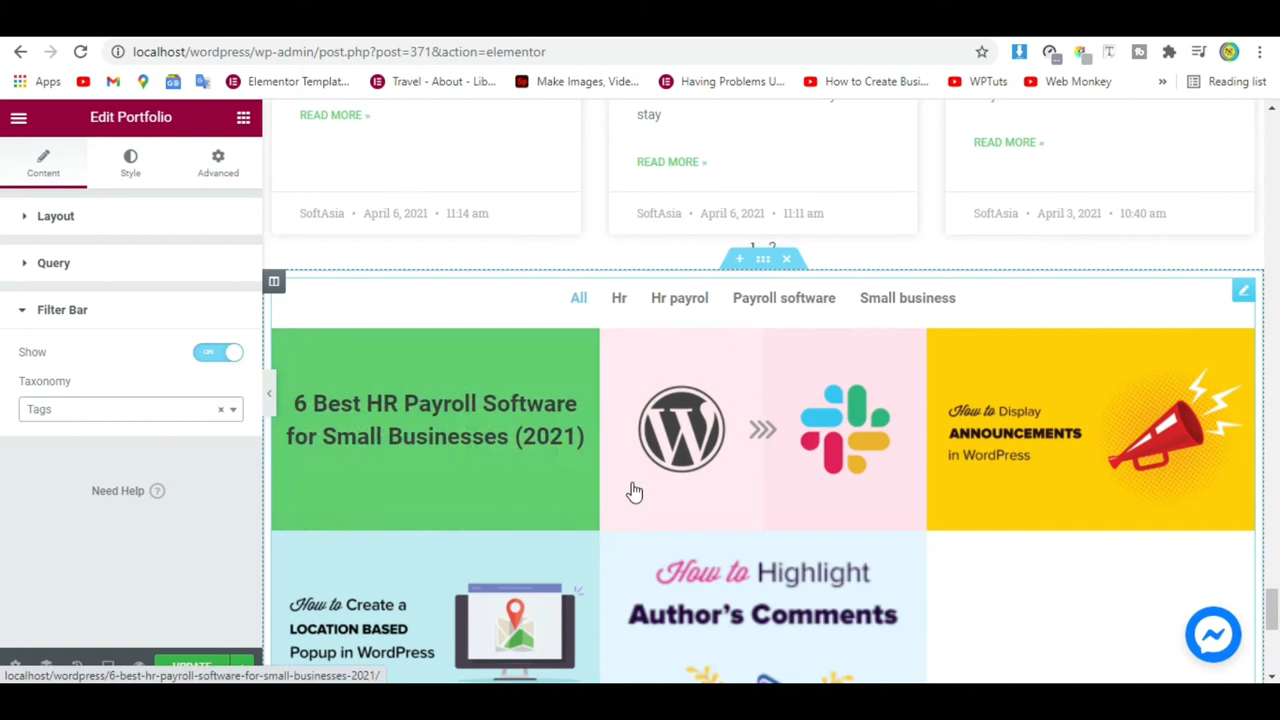 localhost/wordpress/wp-admin/post.php?post=371&action=elementor
Apps
Elementor Templat...
Travel - About - Lib...
Make Images, Vide...
Having Problems U...
How to Create Busi...
WPTuts
Web Monkey
»
Reading list
Edit Portfolio
Content
Style
Advanced
Layout
Query
Filter Bar
Show
ON
Taxonomy
Tags
×
Need Help ?
UPDATE
READ MORE »
stay
READ MORE »
READ MORE »
SoftAsia • April 6, 2021 • 11:14 am
SoftAsia • April 6, 2021 • 11:11 am
SoftAsia • April 3, 2021 • 10:40 am
1 2
All
Hr
Hr payrol
Payroll software
Small business
6 Best HR Payroll Software
for Small Businesses (2021)
How to Display
ANNOUNCEMENTS
in WordPress
How to Create a
LOCATION BASED
Popup in WordPress
How to Highlight
Author's Comments
localhost/wordpress/6-best-hr-payroll-software-for-small-businesses-2021/